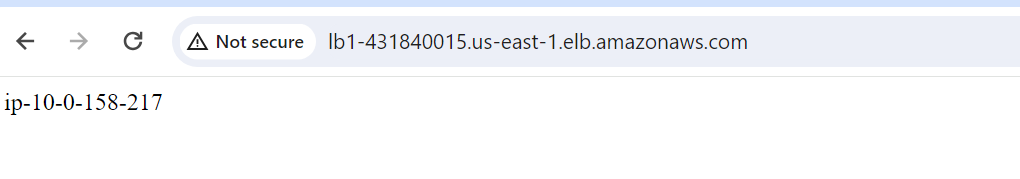 Not secure lb1-431840015.us-east-1.elb.amazonaws.com
ip-10-0-158-217